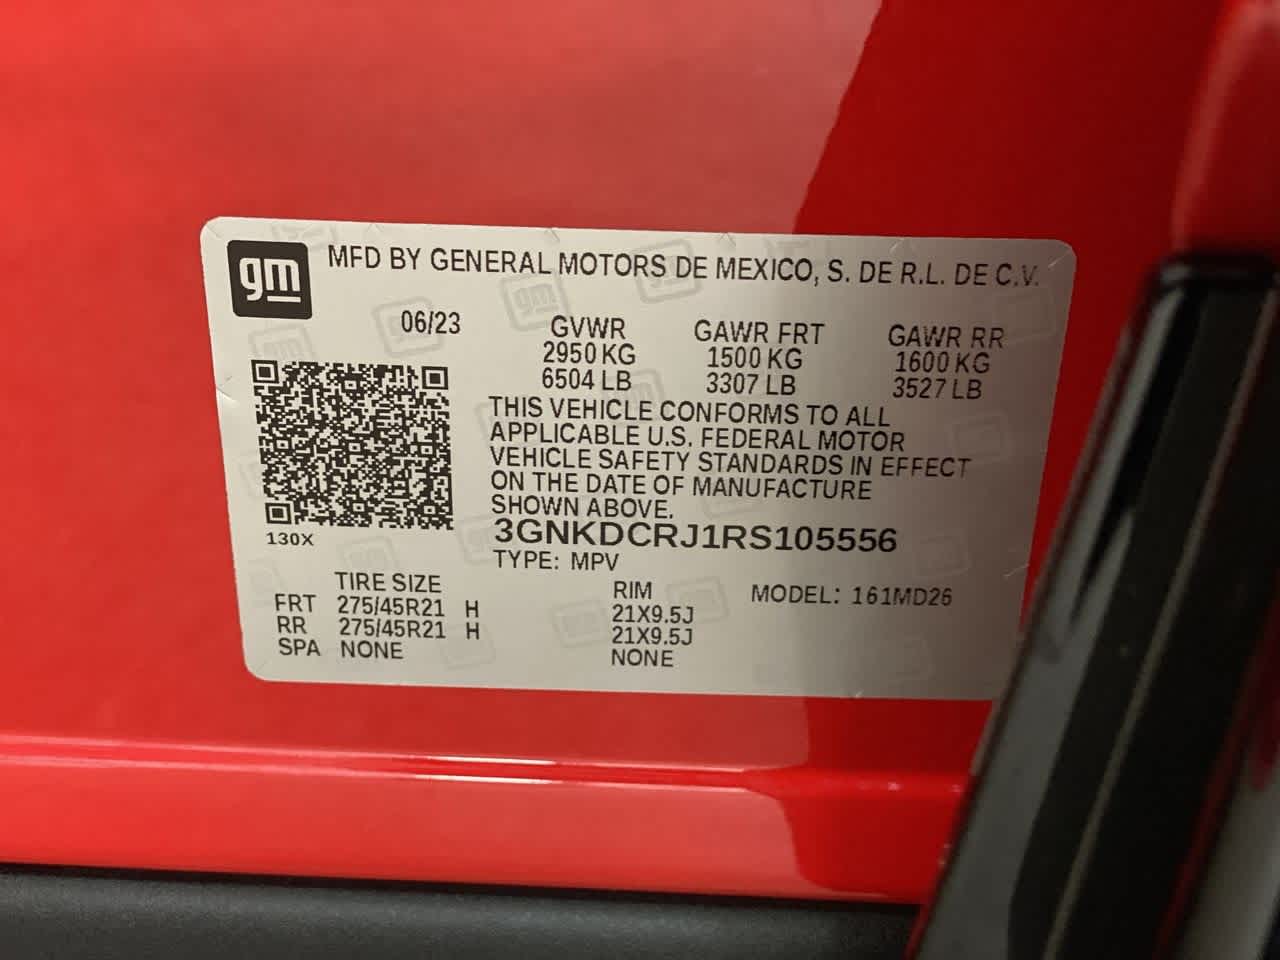 gm
MFD BY GENERAL MOTORS DE MEXICO, S. DE R.L. DE C.V.
06/23 GVWR GAWR FRT GAWR RR
2950 KG 1500 KG 1600 KG
6504 LB 3307 LB 3527 LB
THIS VEHICLE CONFORMS TO ALL
APPLICABLE U.S. FEDERAL MOTOR
VEHICLE SAFETY STANDARDS IN EFFECT
ON THE DATE OF MANUFACTURE
SHOWN ABOVE.
3GNKDCRJ1RS105556
130X
TYPE: MPV
TIRE SIZE RIM MODEL: 161MD26
FRT 275/45R21 H 21X9.5J
RR 275/45R21 H 21X9.5J
SPA NONE NONE